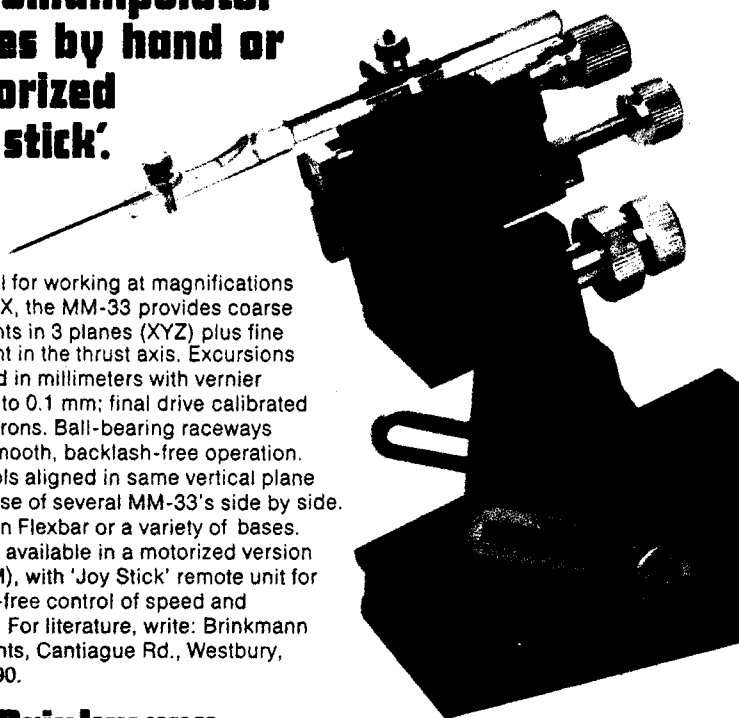 es by hand or
orized
stick'.
l for working at magnifications
X, the MM-33 provides coarse
nts in 3 planes (XYZ) plus fine
nt in the thrust axis. Excursions
d in millimeters with vernier
to 0.1 mm; final drive calibrated
rons. Ball-bearing raceways
mooth, backlash-free operation.
ols aligned in same vertical plane
se of several MM-33's side by side.
n Flexbar or a variety of bases.
available in a motorized version
M), with 'Joy Stick' remote unit for
-free control of speed and
For literature, write: Brinkmann
nts, Cantiague Rd., Westbury,
90.